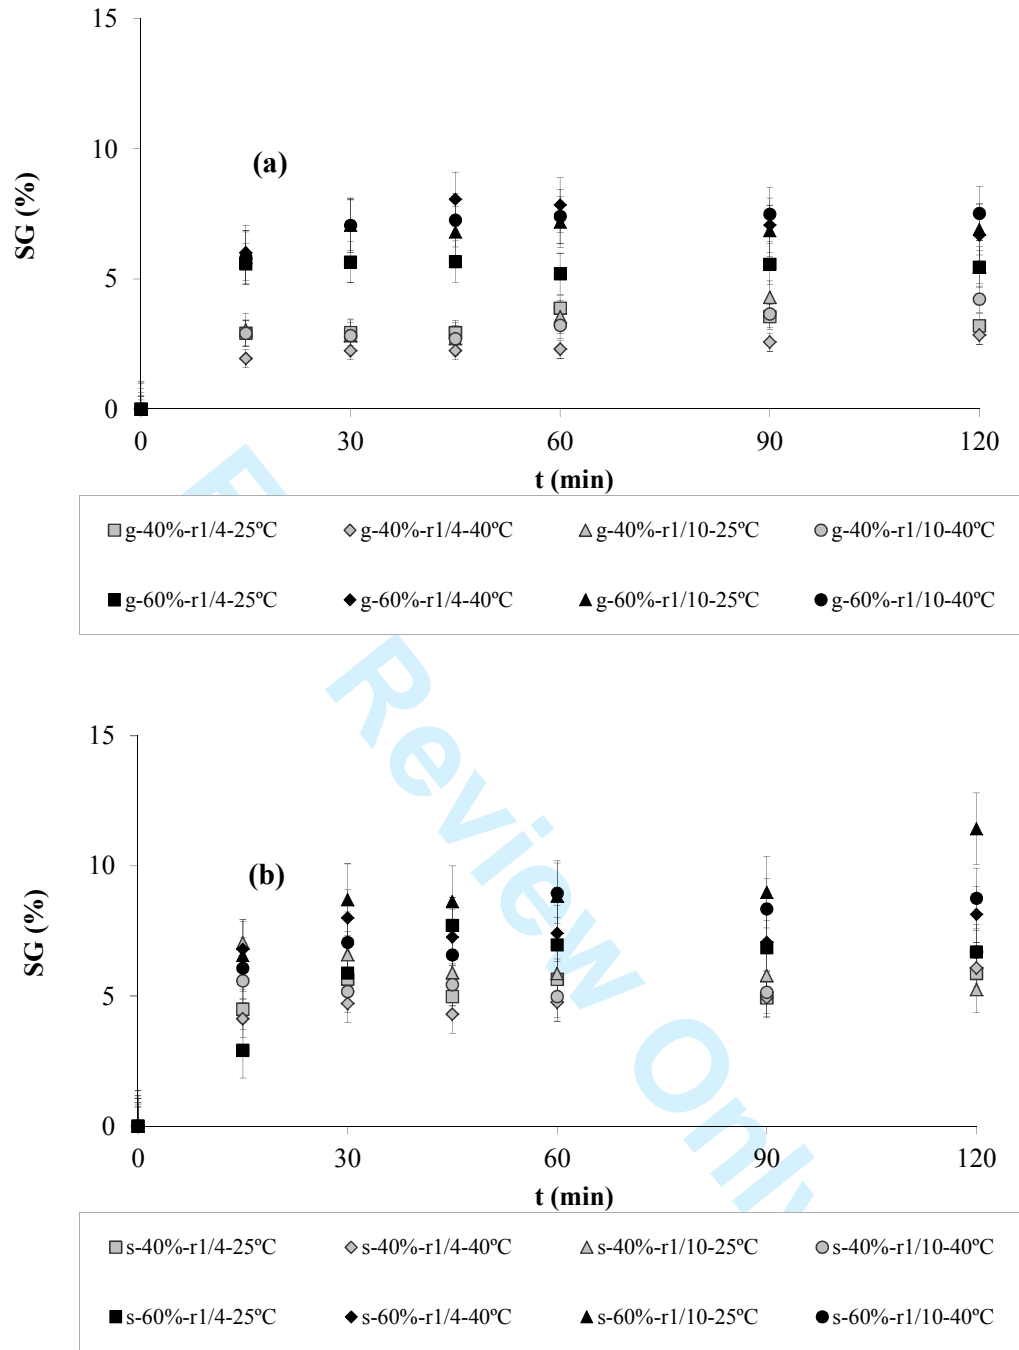 15
10
(a)
SG (%)
5
0
0 30 60 90 120
t (min)
g-40%-r1/4-25ºC g-40%-r1/4-40ºC g-40%-r1/10-25ºC g-40%-r1/10-40ºC
g-60%-r1/4-25ºC g-60%-r1/4-40ºC g-60%-r1/10-25ºC g-60%-r1/10-40ºC
Review Only
15
10
(b)
SG (%)
5
0
0 30 60 90 120
t (min)
s-40%-r1/4-25ºC s-40%-r1/4-40ºC s-40%-r1/10-25ºC s-40%-r1/10-40ºC
s-60%-r1/4-25ºC s-60%-r1/4-40ºC s-60%-r1/10-25ºC s-60%-r1/10-40ºC